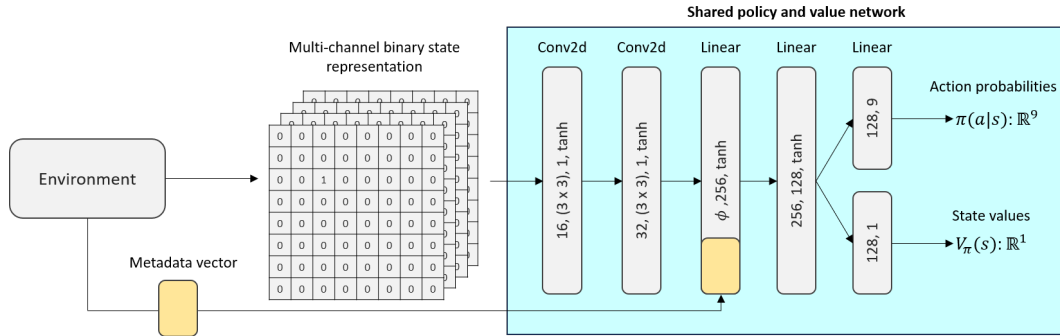 Shared policy and value network
Multi-channel binary state
representation
Conv2d
Conv2d
Linear
Linear
Linear
Environment
0 0 0 0 0 0 0 0
0 0 0 0 0 0 0 0
0 0 1 0 0 0 0 0
0 0 0 0 0 0 0 0
0 0 0 0 0 0 0 0
0 0 0 0 0 0 0 0
0 0 0 0 0 0 0 0
0 0 0 0 0 0 0 0
16, (3 x 3), 1, tanh
32, (3 x 3), 1, tanh
ϕ ,256, tanh
256, 128, tanh
128, 9
128, 1
Action probabilities
π(a|s): ℝ⁹
State values
V_π(s): ℝ¹
Metadata vector